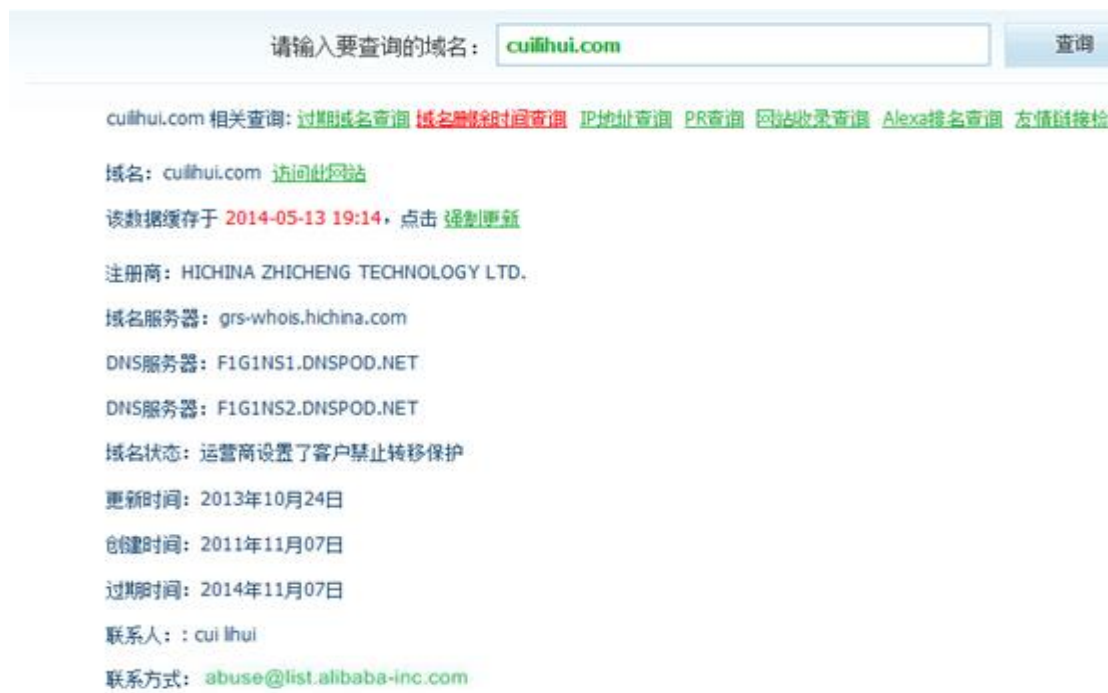 请输入要查询的域名： cuilihui.com 查询
cuilihui.com 相关查询: 过期域名查询 域名删除时间查询 IP地址查询 PR查询 网站收录查询 Alexa排名查询 友情链接检
域名：cuilihui.com 访问此网站
该数据缓存于 2014-05-13 19:14，点击 强制更新
注册商：HICHINA ZHICHENG TECHNOLOGY LTD.
域名服务器：grs-whois.hichina.com
DNS服务器：F1G1NS1.DNSPOD.NET
DNS服务器：F1G1NS2.DNSPOD.NET
域名状态：运营商设置了客户禁止转移保护
更新时间：2013年10月24日
创建时间：2011年11月07日
过期时间：2014年11月07日
联系人：: cui lihui
联系方式： abuse@list.alibaba-inc.com